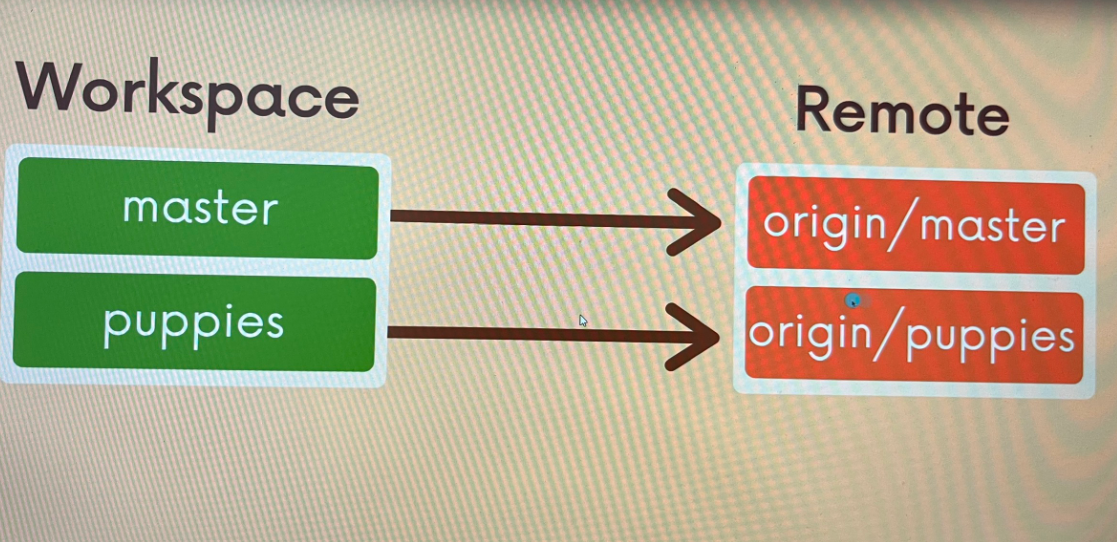 Workspace
master
puppies
Remote
origin/master
origin/puppies